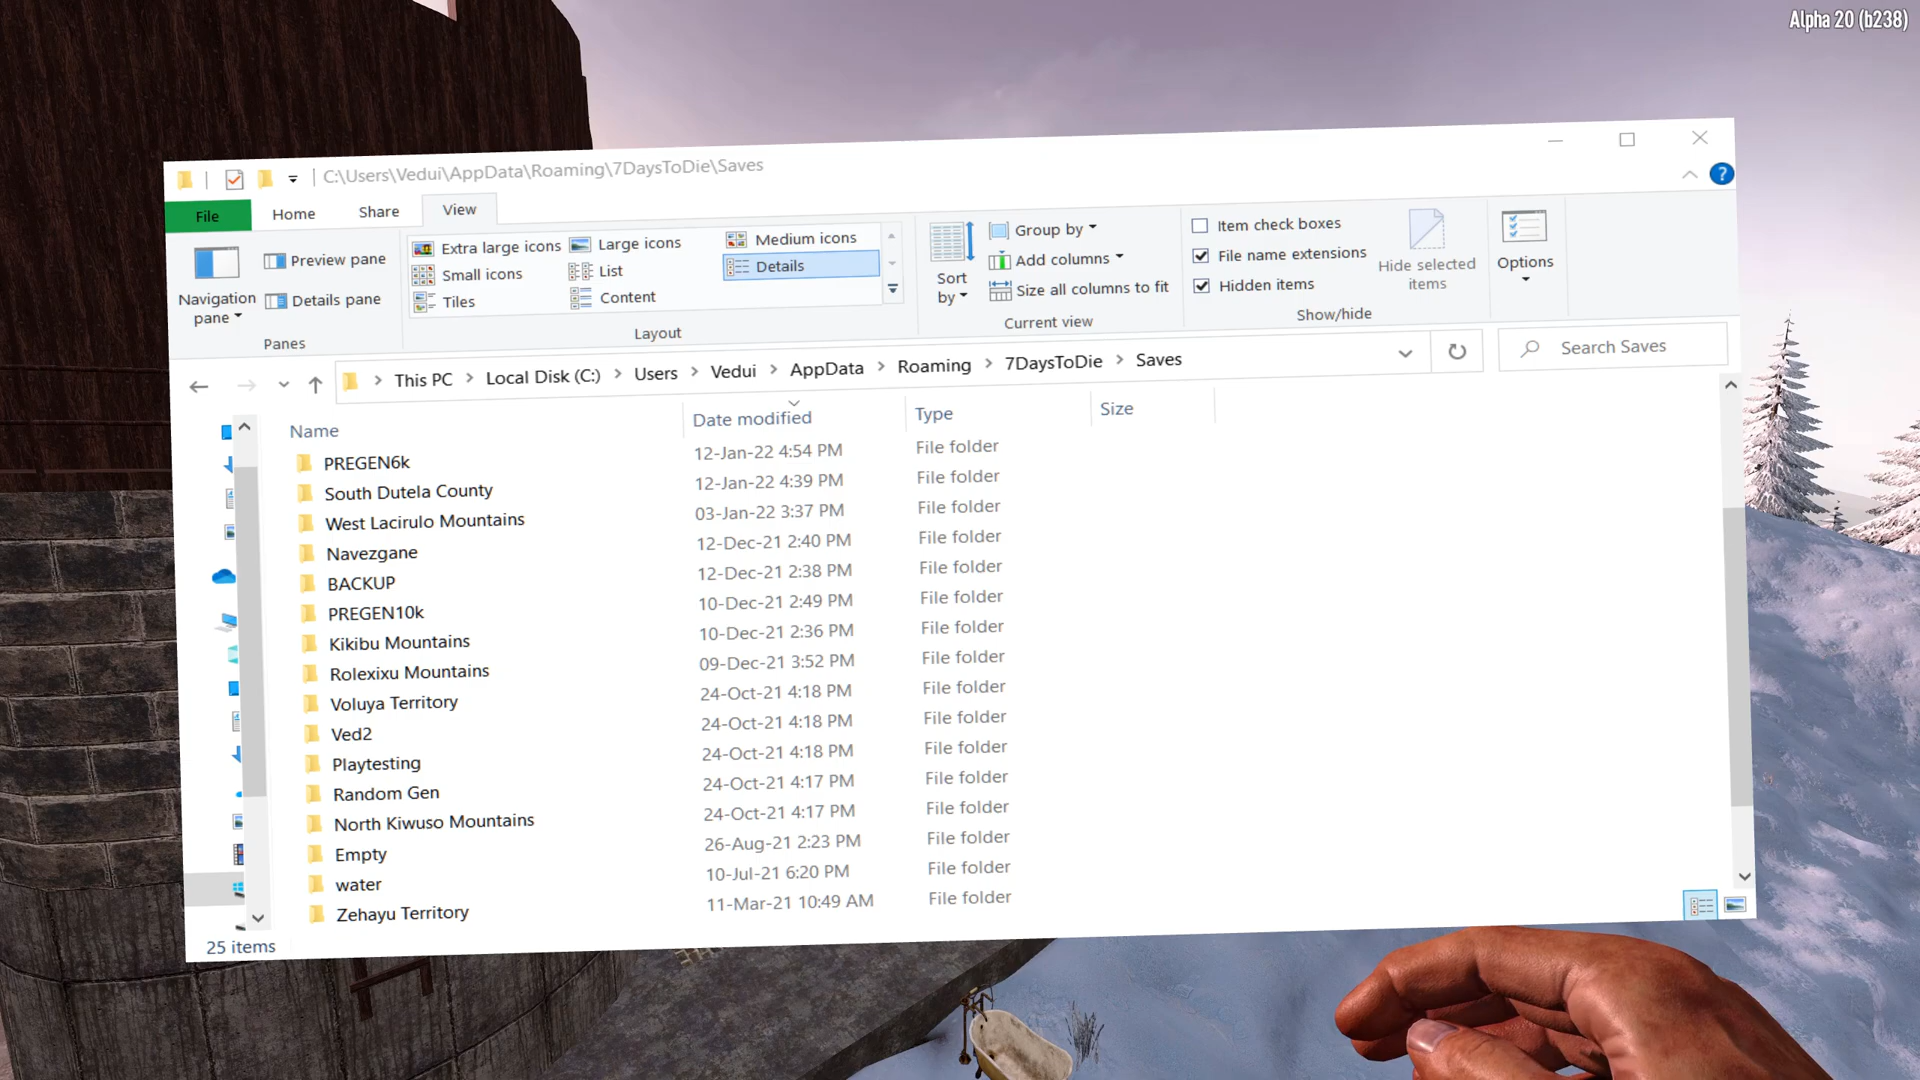 Alpha 20 (b238)
C:\Users\Vedui\AppData\Roaming\7DaysToDie\Saves
File Home Share View
Navigation pane
Preview pane
Details pane
Panes
Extra large icons Large icons Medium icons
Small icons List Details
Tiles Content
Layout
Sort by
Group by
Add columns
Size all columns to fit
Current view
Item check boxes
File name extensions
Hidden items
Hide selected items
Show/hide
Options
This PC Local Disk (C:) Users Vedui AppData Roaming 7DaysToDie Saves
Search Saves
Name Date modified Type Size
PREGEN6k 12-Jan-22 4:54 PM File folder
South Dutela County 12-Jan-22 4:39 PM File folder
West Lacirulo Mountains 03-Jan-22 3:37 PM File folder
Navezgane 12-Dec-21 2:40 PM File folder
BACKUP 12-Dec-21 2:38 PM File folder
PREGEN10k 10-Dec-21 2:49 PM File folder
Kikibu Mountains 10-Dec-21 2:36 PM File folder
Rolexixu Mountains 09-Dec-21 3:52 PM File folder
Voluya Territory 24-Oct-21 4:18 PM File folder
Ved2 24-Oct-21 4:18 PM File folder
Playtesting 24-Oct-21 4:18 PM File folder
Random Gen 24-Oct-21 4:17 PM File folder
North Kiwuso Mountains 24-Oct-21 4:17 PM File folder
Empty 26-Aug-21 2:23 PM File folder
water 10-Jul-21 6:20 PM File folder
Zehayu Territory 11-Mar-21 10:49 AM File folder
25 items